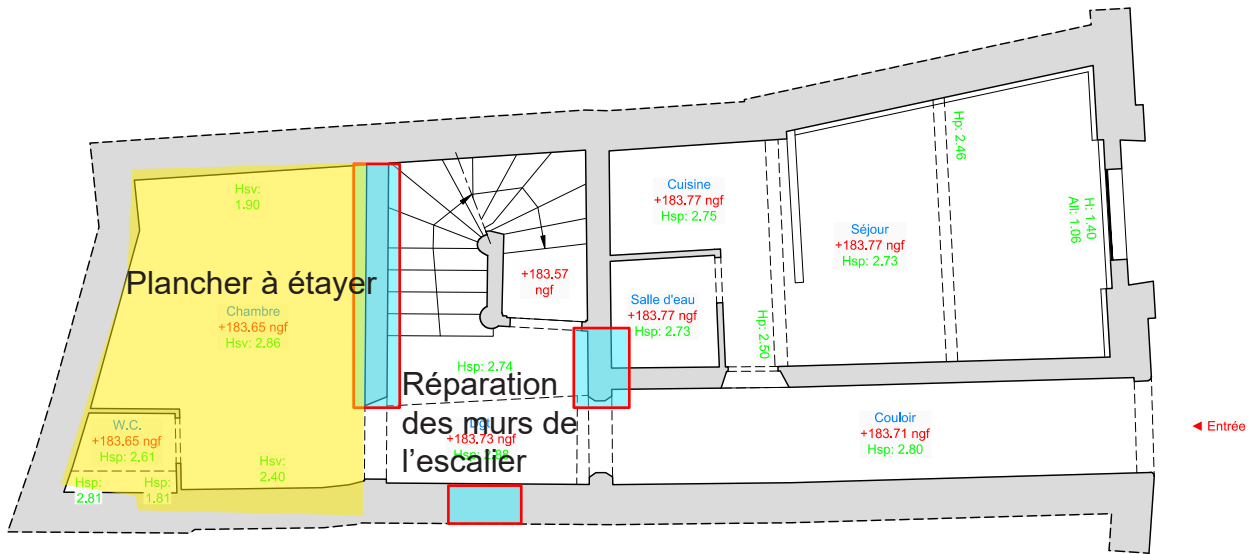 Hsv:
1.90
Plancher à étayer
Chambre
+183.65 ngf
Hsv: 2.86
W.C.
+183.65 ngf
Hsp: 2.61
Hsp:
2.81
Hsp:
1.81
Hsv:
2.40
+183.57
ngf
Hsp: 2.74
Réparation
des murs de
l’escalier
Dgt
+183.73 ngf
Hsp: 2.88
Cuisine
+183.77 ngf
Hsp: 2.75
Salle d'eau
+183.77 ngf
Hsp: 2.73
Hp: 2.50
Séjour
+183.77 ngf
Hsp: 2.73
Hp: 2.46
H: 1.40
All: 1.06
Couloir
+183.71 ngf
Hsp: 2.80
Entrée